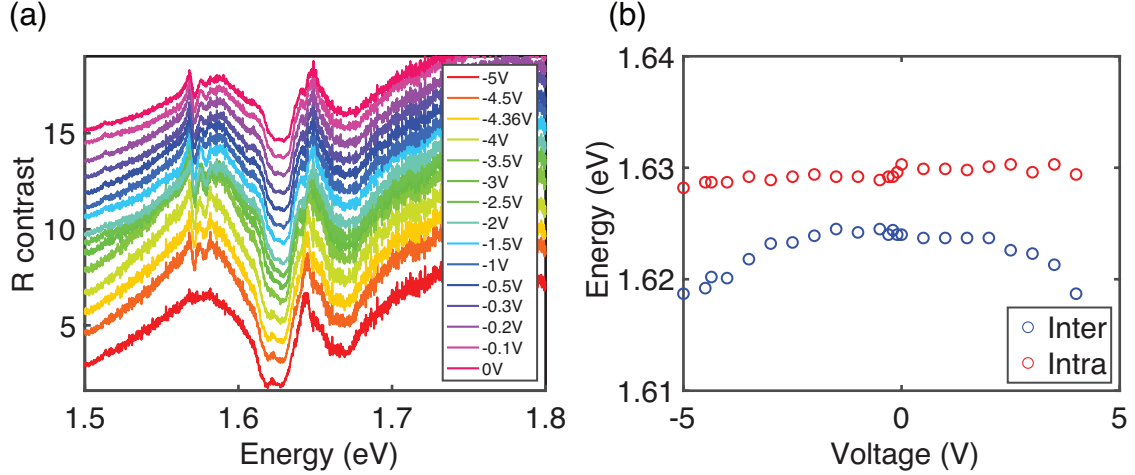 (a)
R contrast
15
10
5
1.5
1.6
1.7
1.8
Energy (eV)
-5V
-4.5V
-4.36V
-4V
-3.5V
-3V
-2.5V
-2V
-1.5V
-1V
-0.5V
-0.3V
-0.2V
-0.1V
0V
(b)
Energy (eV)
1.64
1.63
1.62
1.61
-5
0
5
Voltage (V)
Inter
Intra